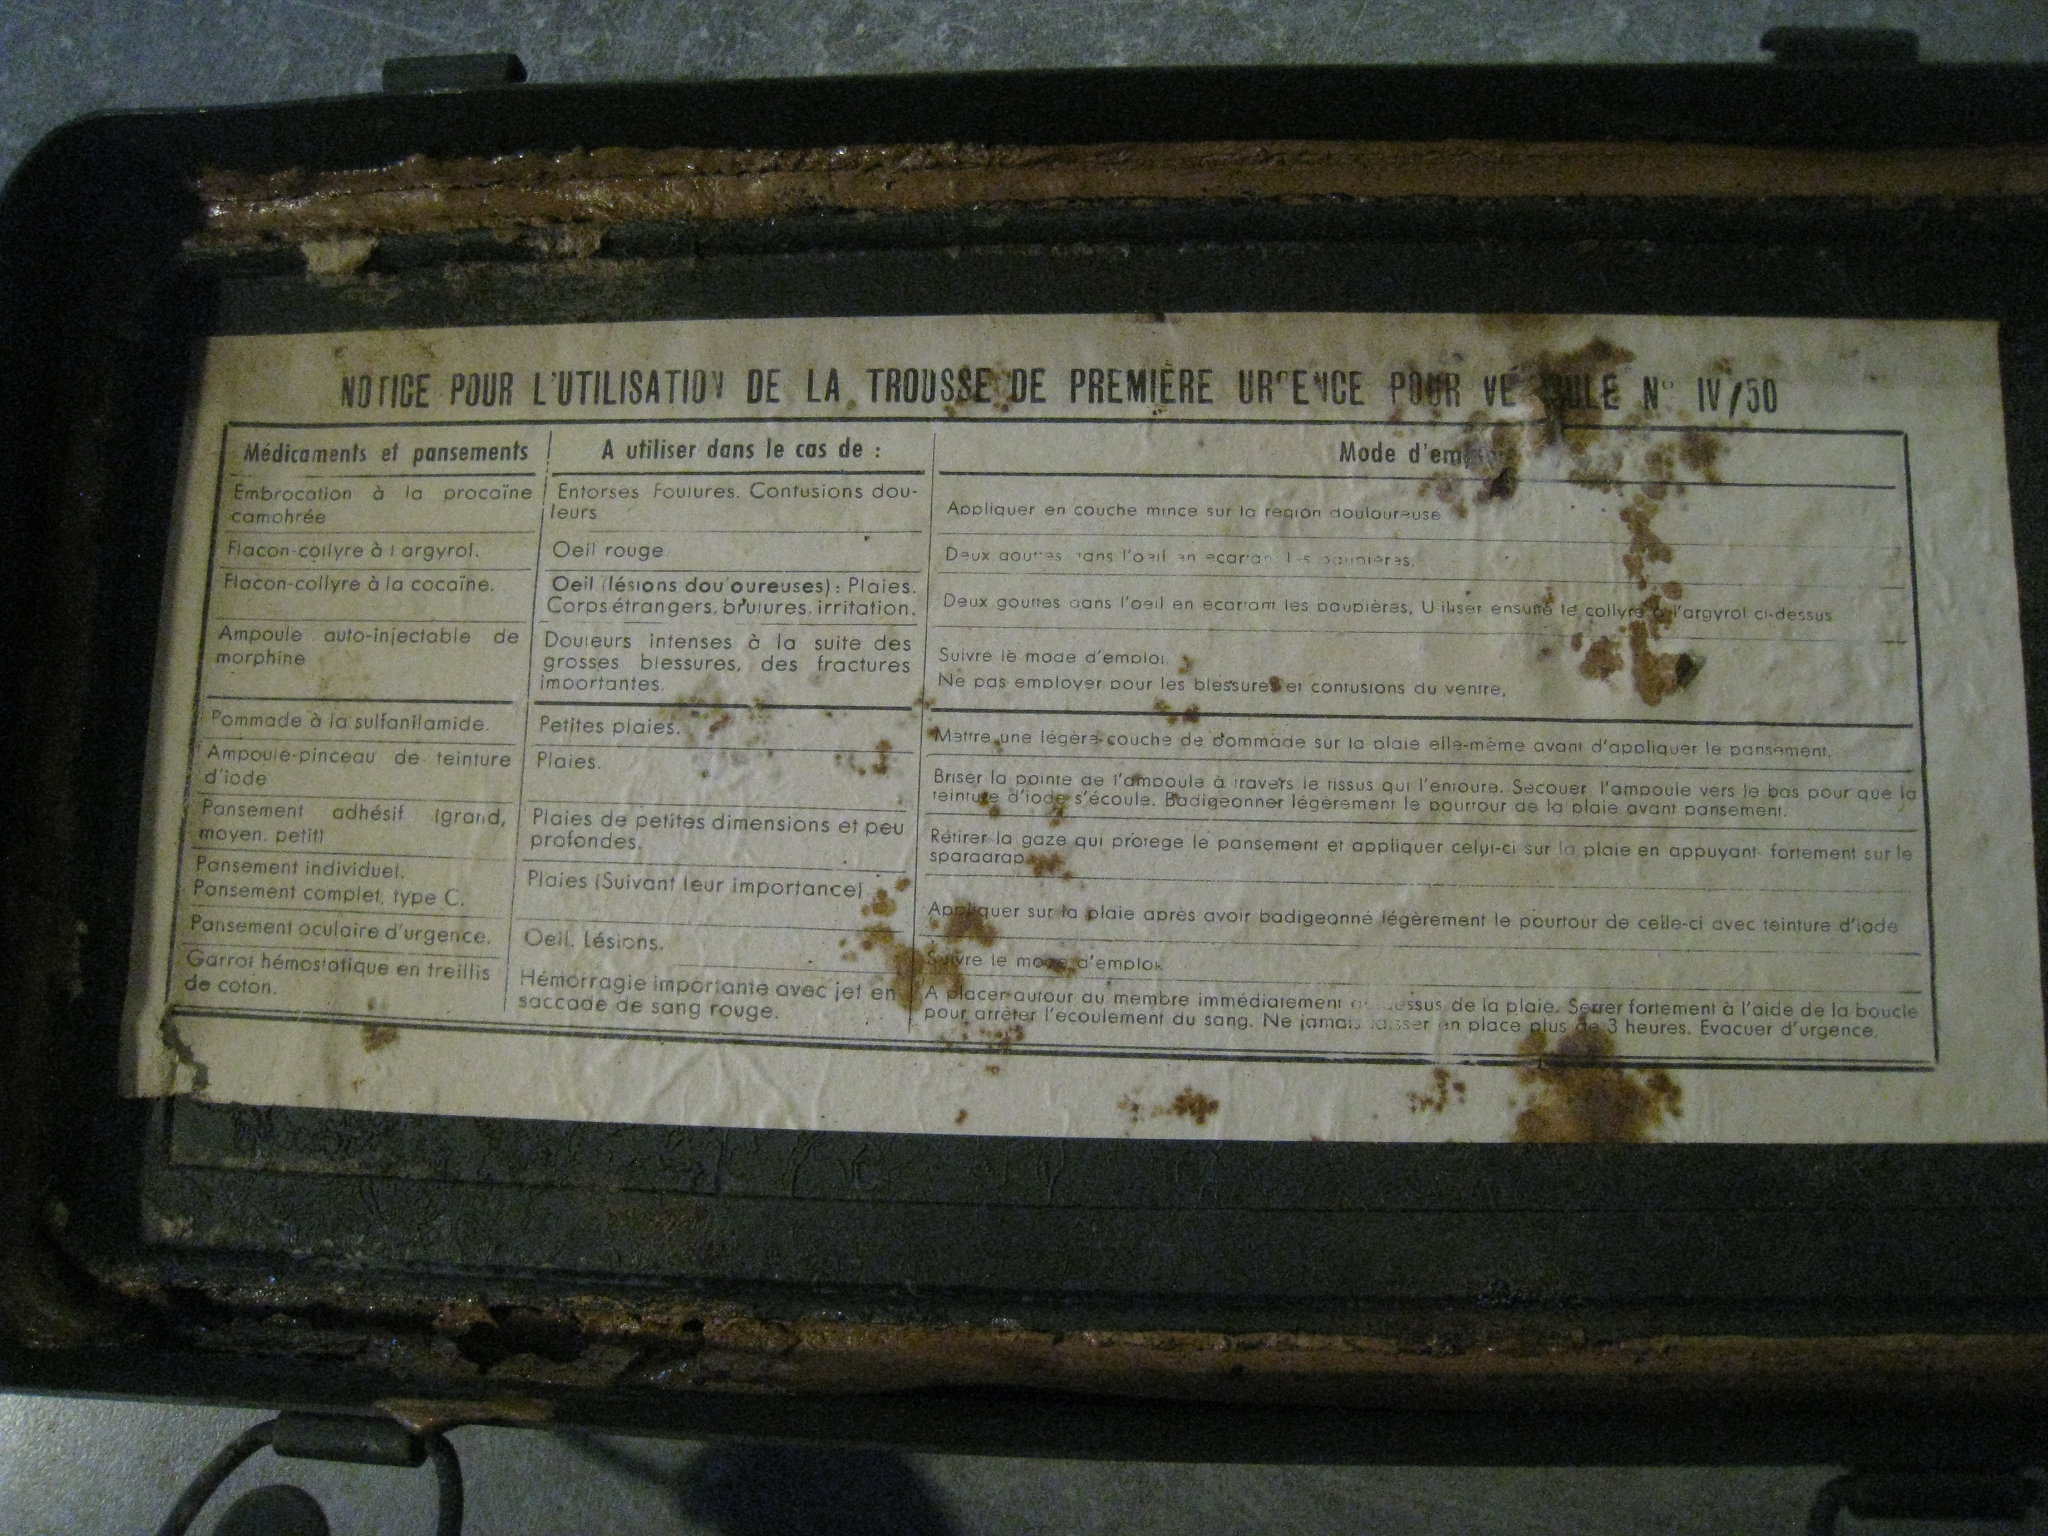 NOTICE POUR L'UTILISATION DE LA TROUSSE DE PREMIÈRE URGENCE POUR VÉHICULE N° IV/50
Médicaments et pansements
A utiliser dans le cas de :
Mode d'emploi
Embrocation à la procaïne
camphrée
Entorses Foulures. Contusions dou-
leurs
Appliquer en couche mince sur la region douloureuse
Flacon-collyre à l argyrol.
Oeil rouge.
Deux gouttes dans l'oeil en ecartant les paupières.
Flacon-collyre à la cocaïne.
Oeil (lésions douloureuses) : Plaies.
Corps étrangers, brulures, irritation.
Deux gouttes dans l'oeil en ecartant les paupières, Utiliser ensuite le collyre à l'argyrol ci-dessus
Ampoule auto-injectable de
morphine
Douleurs intenses à la suite des
grosses blessures, des fractures
importantes.
Suivre le mode d'emploi
Ne pas employer pour les blessures et contusions du ventre,
Pommade à la sulfanilamide.
Petites plaies.
Mettre une légère couche de pommade sur la plaie elle-même avant d'appliquer le pansement.
Ampoule-pinceau de teinture
d'iode
Plaies.
Briser la pointe de l'ampoule à travers le tissus qui l'entoure. Secouer l'ampoule vers le bas pour que la
teinture d'iode s'écoule. Badigeonner légèrement le pourtour de la plaie avant pansement.
Pansement adhésif (grand,
moyen, petit)
Plaies de petites dimensions et peu
profondes.
Retirer la gaze qui protege le pansement et appliquer celui-ci sur la plaie en appuyant fortement sur le
sparadrap
Pansement individuel.
Pansement complet, type C.
Plaies (Suivant leur importance)
Appliquer sur la plaie après avoir badigeonné légèrement le pourtour de celle-ci avec teinture d'iode
Pansement oculaire d'urgence.
Oeil. Lésions.
Suivre le mode d'emploi.
Garrot hémostatique en treillis
de coton.
Hémorragie importante avec jet en
saccade de sang rouge.
A placer autour du membre immédiatement au-dessus de la plaie. Serrer fortement à l'aide de la boucle
pour arrêter l'ecoulement du sang. Ne jamais laisser en place plus de 3 heures. Evacuer d'urgence.